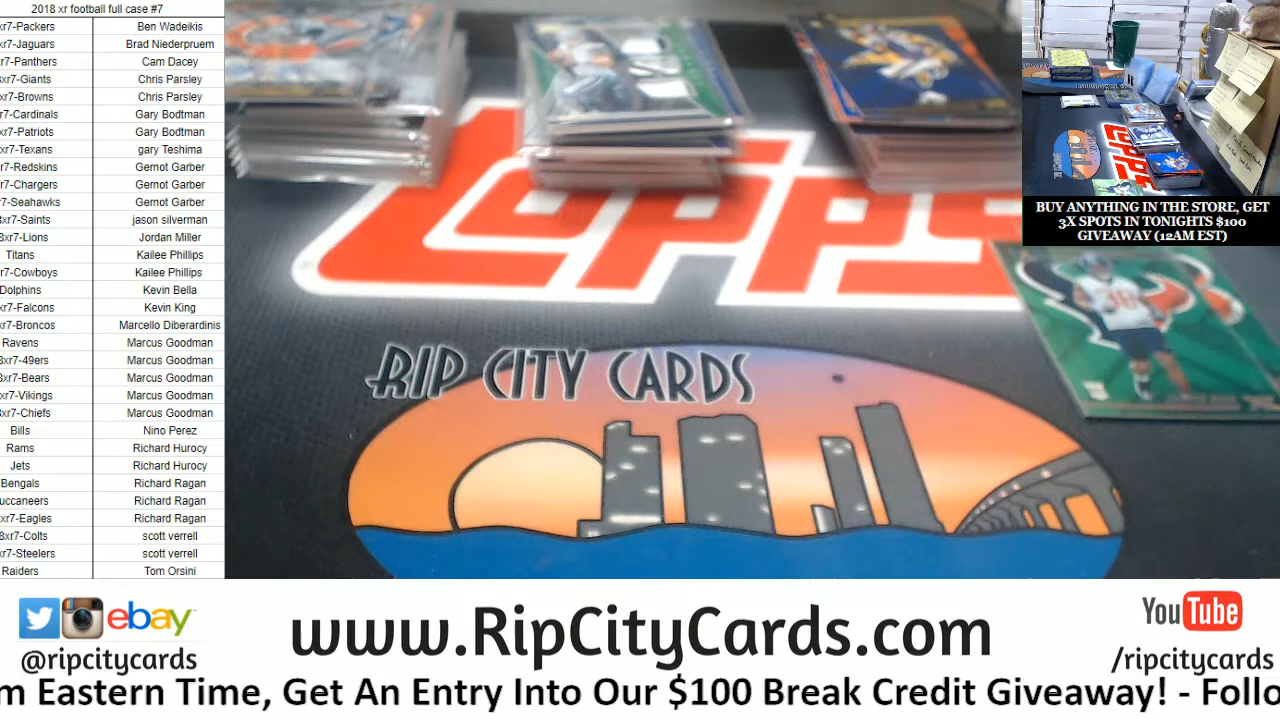 2018 xr football full case #7
xr7-Packers Ben Wadeikis
xr7-Jaguars Brad Niederpruem
r7-Panthers Cam Dacey
xr7-Giants Chris Parsley
xr7-Browns Chris Parsley
r7-Cardinals Gary Bodtman
xr7-Patriots Gary Bodtman
xr7-Texans gary Teshima
r7-Redskins Gernot Garber
r7-Chargers Gernot Garber
7-Seahawks Gernot Garber
8xr7-Saints jason silverman
8xr7-Lions Jordan Miller
Titans Kailee Phillips
r7-Cowboys Kailee Phillips
Dolphins Kevin Bella
xr7-Falcons Kevin King
xr7-Broncos Marcello Diberardinis
Ravens Marcus Goodman
8xr7-49ers Marcus Goodman
8xr7-Bears Marcus Goodman
xr7-Vikings Marcus Goodman
xr7-Chiefs Marcus Goodman
Bills Nino Perez
Rams Richard Hurocy
Jets Richard Hurocy
Bengals Richard Ragan
uccaneers Richard Ragan
xr7-Eagles Richard Ragan
8xr7-Colts scott verrell
xr7-Steelers scott verrell
Raiders Tom Orsini
BUY ANYTHING IN THE STORE, GET
3X SPOTS IN TONIGHTS $100
GIVEAWAY (12AM EST)
RIP CITY CARDS
ebay
@ripcitycards
www.RipCityCards.com
YouTube
/ripcitycards
m Eastern Time, Get An Entry Into Our $100 Break Credit Giveaway! - Follo